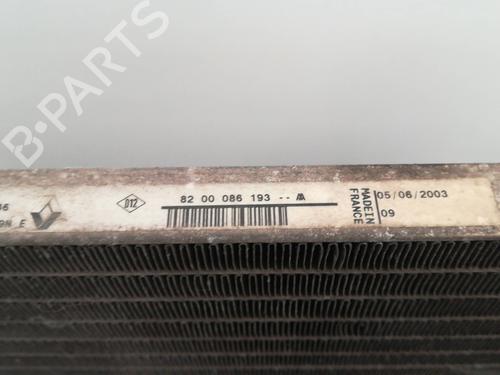 B-PARTS
D12
82 00 086 193 --
MADE IN FRANCE
05/06/2003
09
E